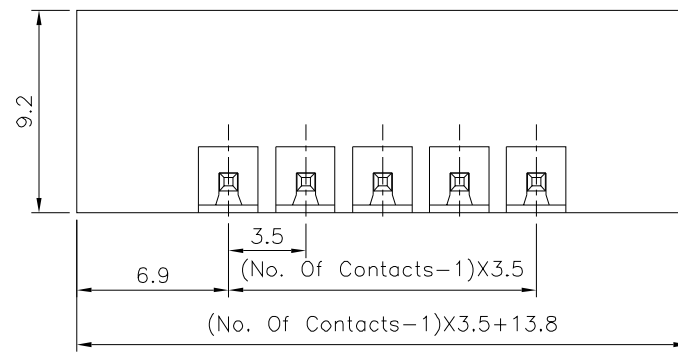 9.2
3.5
6.9
(No. Of Contacts-1)X3.5
(No. Of Contacts-1)X3.5+13.8